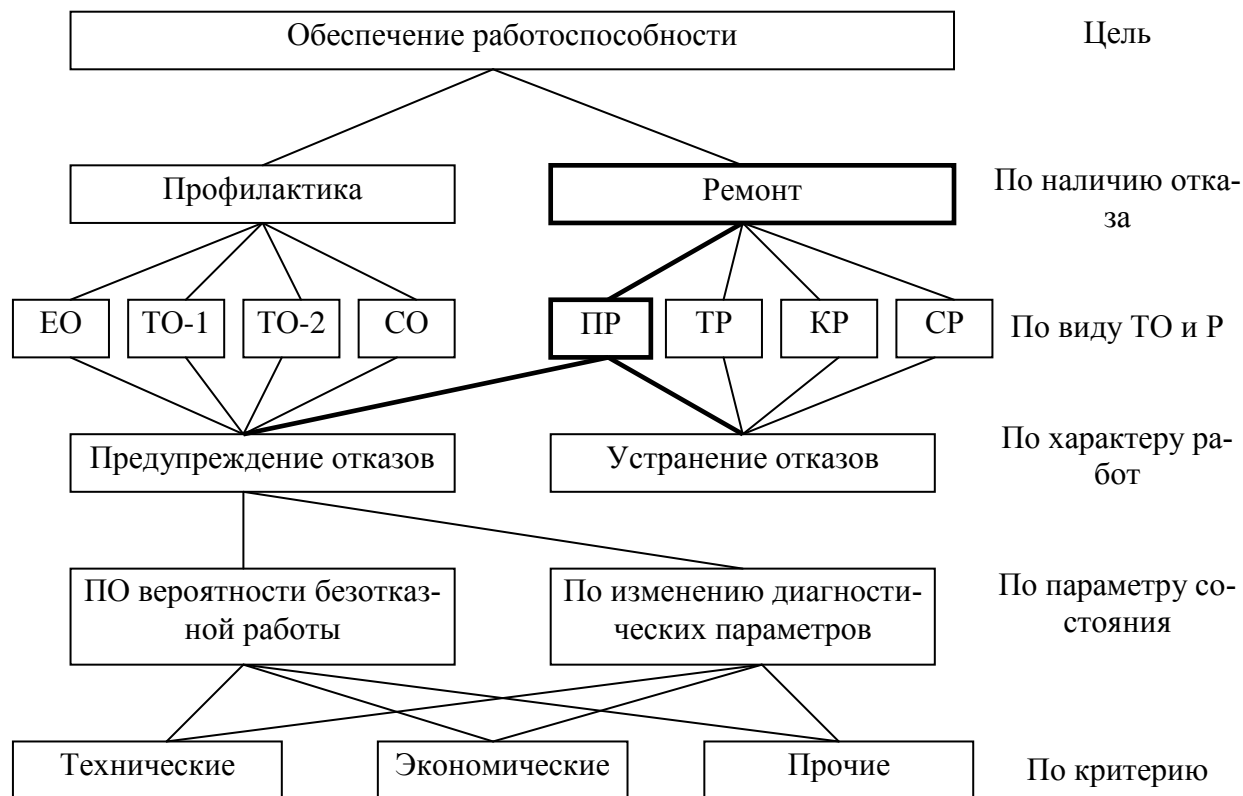 Обеспечение работоспособности
Цель
Профилактика
Ремонт
По наличию отка-
за
ЕО
ТО-1
ТО-2
СО
ПР
ТР
КР
СР
По виду ТО и Р
Предупреждение отказов
Устранение отказов
По характеру ра-
бот
ПО вероятности безотказ-
ной работы
По изменению диагности-
ческих параметров
По параметру со-
стояния
Технические
Экономические
Прочие
По критерию